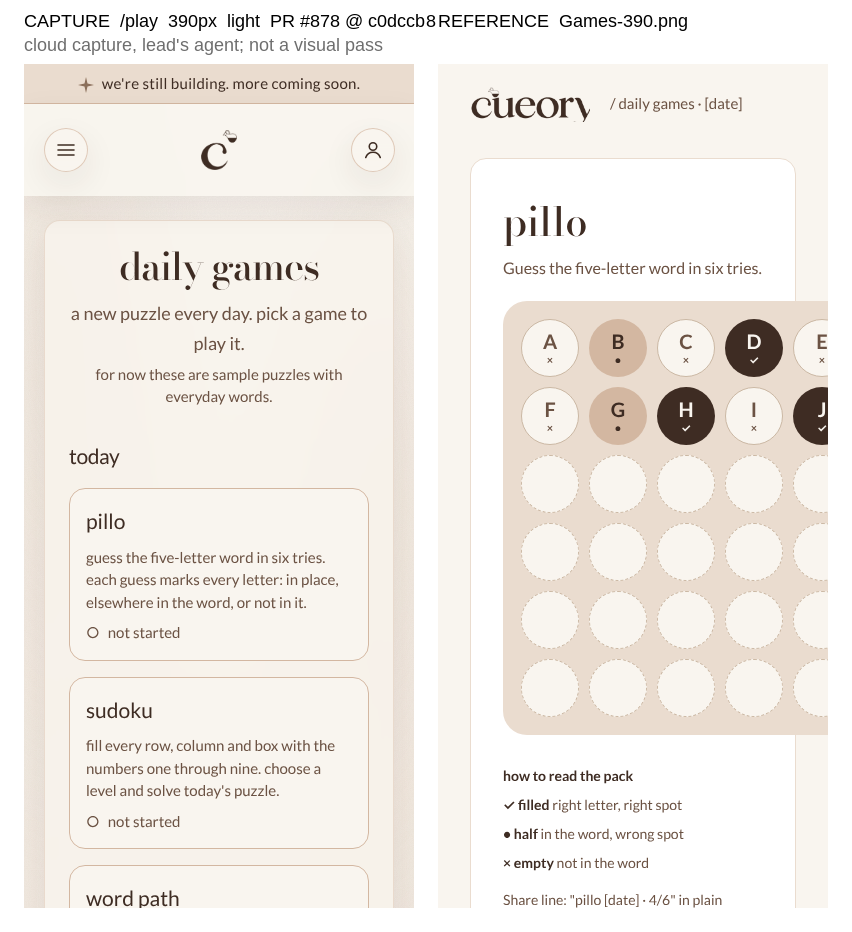 CAPTURE /play 390px light PR #878 @ c0dccb8
cloud capture, lead's agent; not a visual pass
we're still building. more coming soon.
c
daily games
a new puzzle every day. pick a game to
play it.
for now these are sample puzzles with
everyday words.
today
pillo
guess the five-letter word in six tries.
each guess marks every letter: in place,
elsewhere in the word, or not in it.
not started
sudoku
fill every row, column and box with the
numbers one through nine. choose a
level and solve today's puzzle.
not started
word path
REFERENCE Games-390.png
cueory / daily games · [date]
pillo
Guess the five-letter word in six tries.
A B C D E
× • × ✓ ×
F G H I J
× • ✓ × ✓
how to read the pack
✓ filled right letter, right spot
• half in the word, wrong spot
× empty not in the word
Share line: "pillo [date] · 4/6" in plain